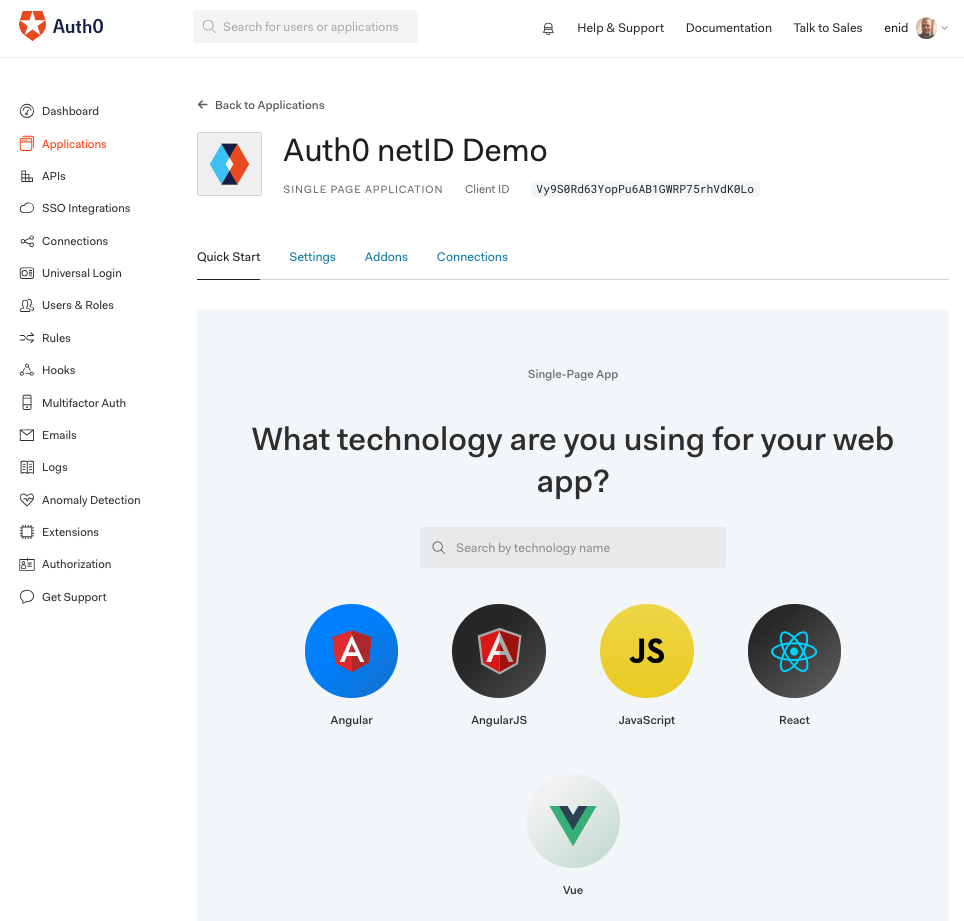 Auth0
Search for users or applications
Help & Support
Documentation
Talk to Sales
enid
Dashboard
Applications
APIs
SSO Integrations
Connections
Universal Login
Users & Roles
Rules
Hooks
Multifactor Auth
Emails
Logs
Anomaly Detection
Extensions
Authorization
Get Support
Back to Applications
Auth0 netID Demo
SINGLE PAGE APPLICATION
Client ID
Vy9S0Rd63YopPu6AB1GWRP75rhVdK0Lo
Quick Start
Settings
Addons
Connections
Single-Page App
What technology are you using for your web
app?
Search by technology name
A
A
JS
Angular
AngularJS
JavaScript
React
Vue